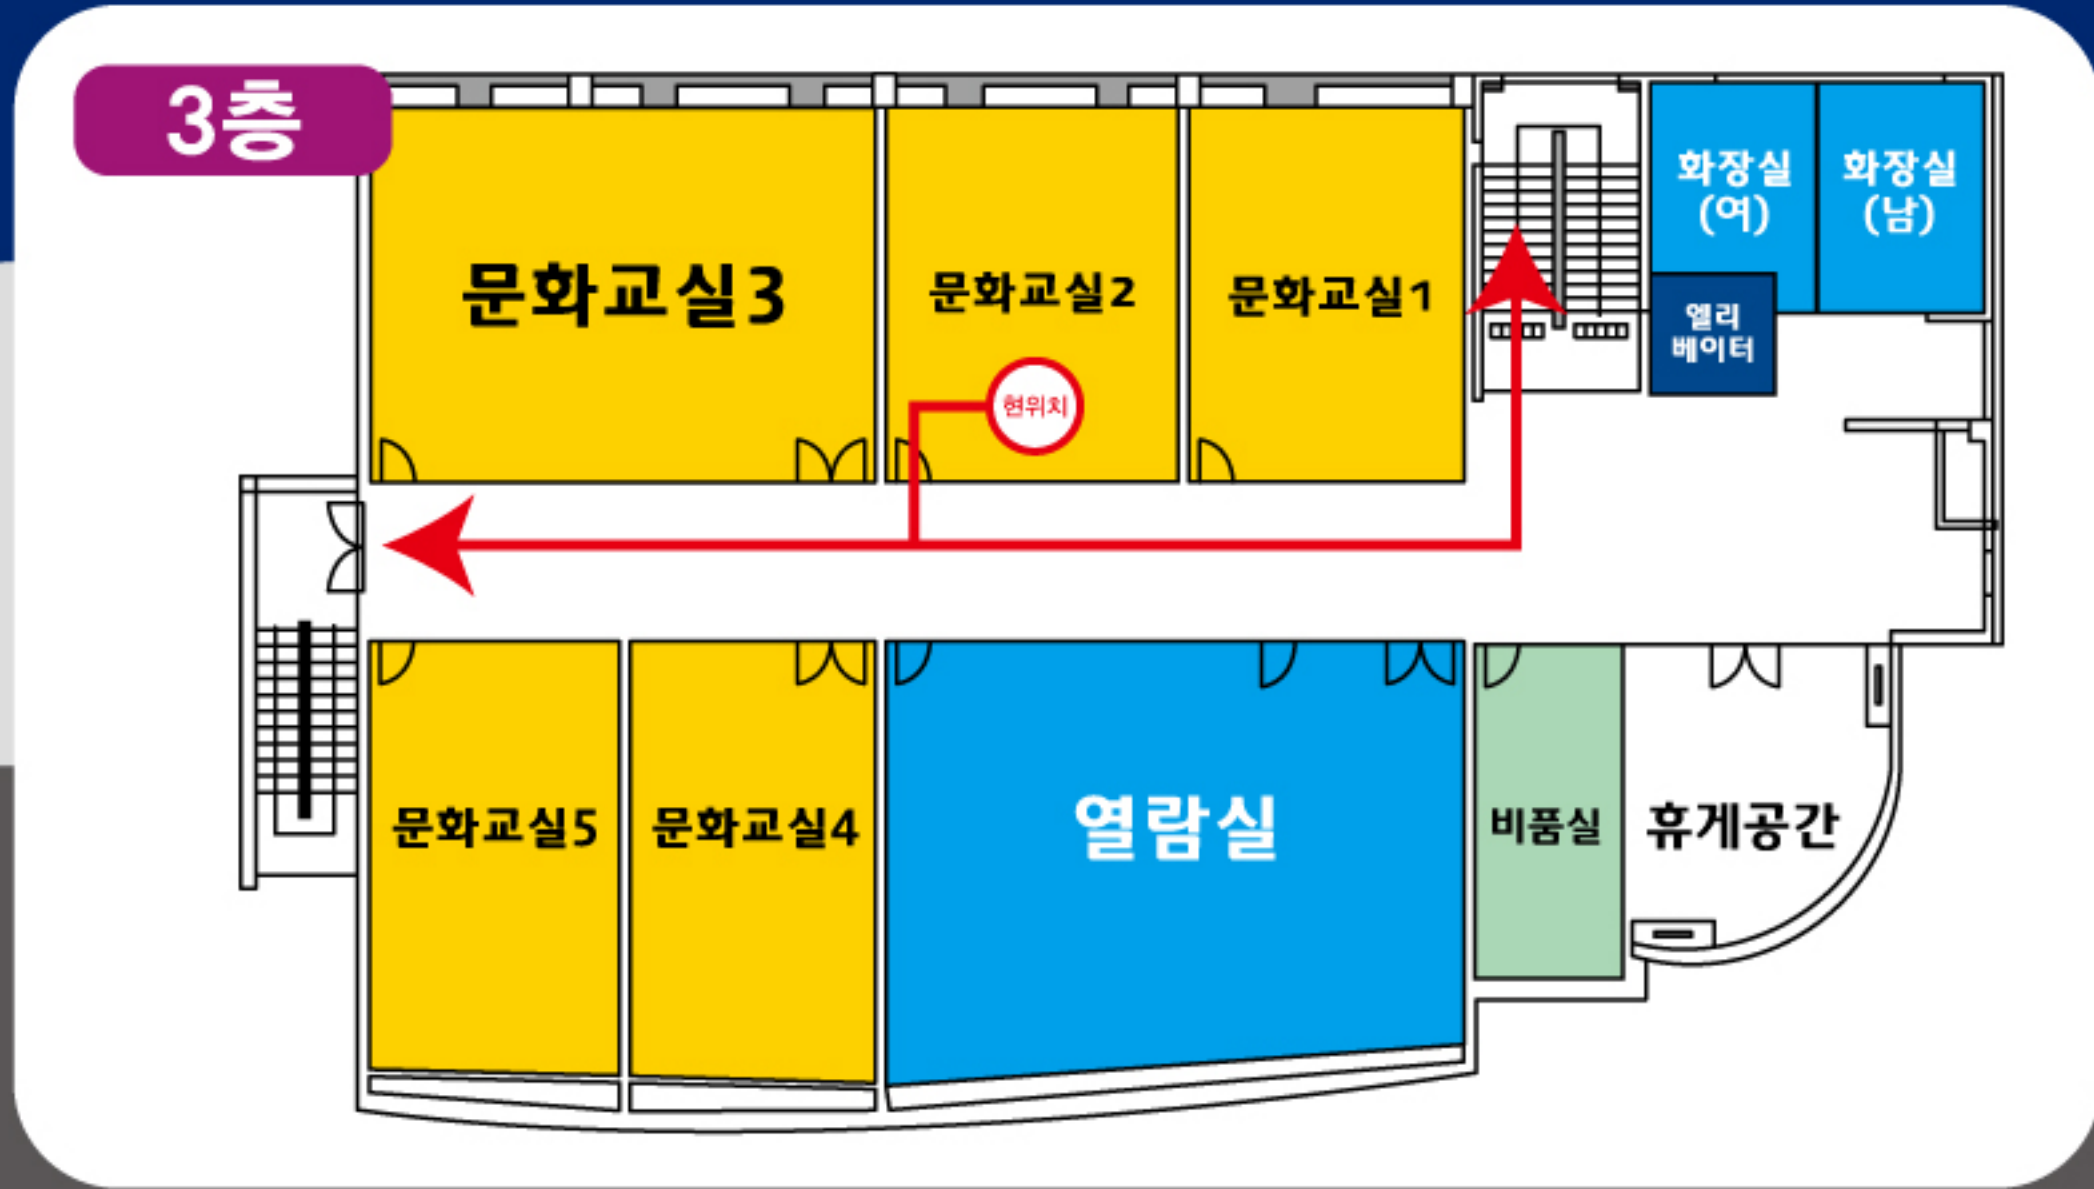 3층
문화교실3
문화교실2
문화교실1
화장실
(여)
화장실
(남)
엘리
베이터
현위치
문화교실5
문화교실4
열람실
비품실
휴게공간